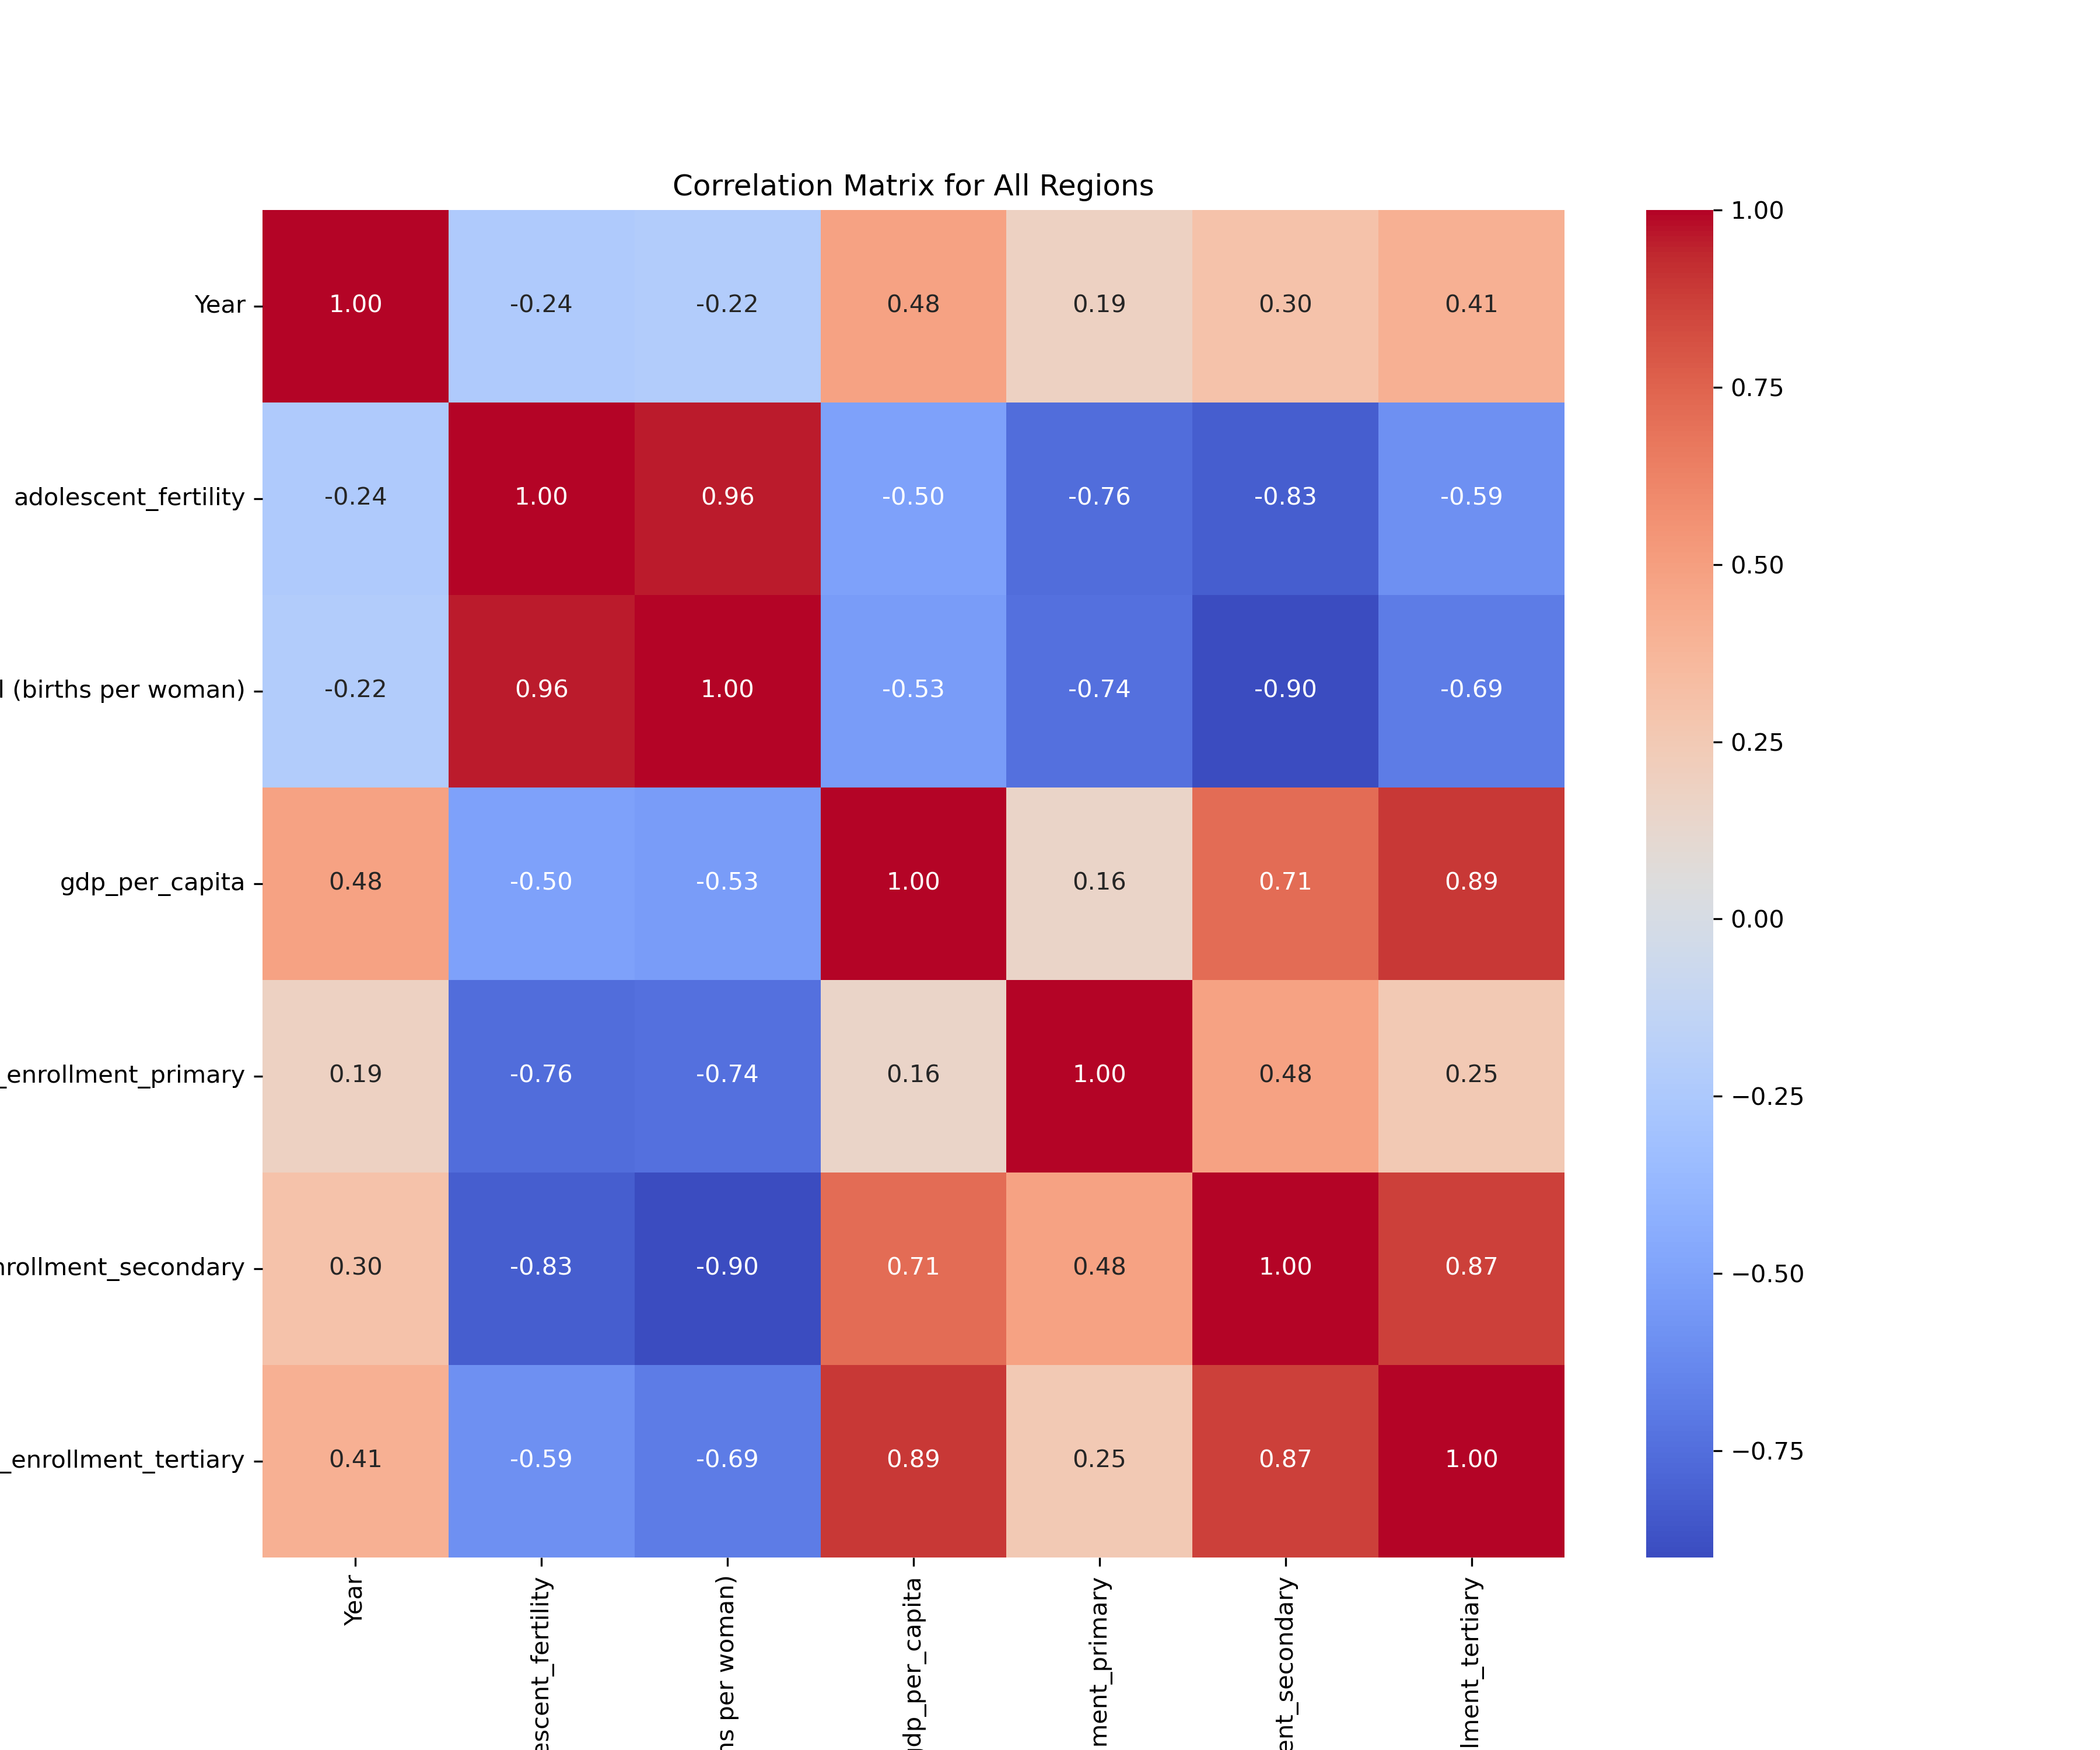 Correlation Matrix for All Regions
Year 1.00 -0.24 -0.22 0.48 0.19 0.30 0.41
adolescent_fertility -0.24 1.00 0.96 -0.50 -0.76 -0.83 -0.59
(births per woman) -0.22 0.96 1.00 -0.53 -0.74 -0.90 -0.69
gdp_per_capita 0.48 -0.50 -0.53 1.00 0.16 0.71 0.89
_enrollment_primary 0.19 -0.76 -0.74 0.16 1.00 0.48 0.25
nrollment_secondary 0.30 -0.83 -0.90 0.71 0.48 1.00 0.87
_enrollment_tertiary 0.41 -0.59 -0.69 0.89 0.25 0.87 1.00
Year
escent_fertility
ns per woman)
gdp_per_capita
ment_primary
ent_secondary
lment_tertiary
1.00
0.75
0.50
0.25
0.00
−0.25
−0.50
−0.75